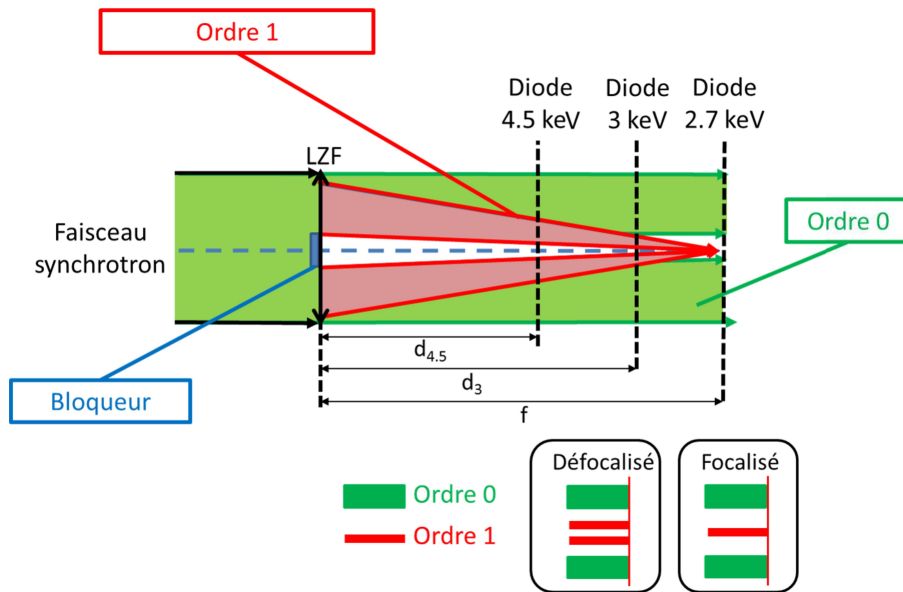 Ordre 1
Diode
4.5 keV
Diode
3 keV
Diode
2.7 keV
LZF
Ordre 0
Faisceau
synchrotron
d4.5
d3
f
Bloqueur
Défocalisé
Focalisé
Ordre 0
Ordre 1